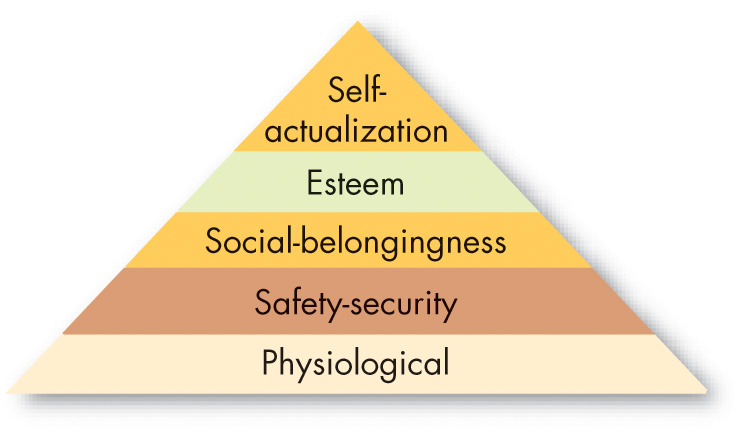 Self-
actualization
Esteem
Social-belongingness
Safety-security
Physiological